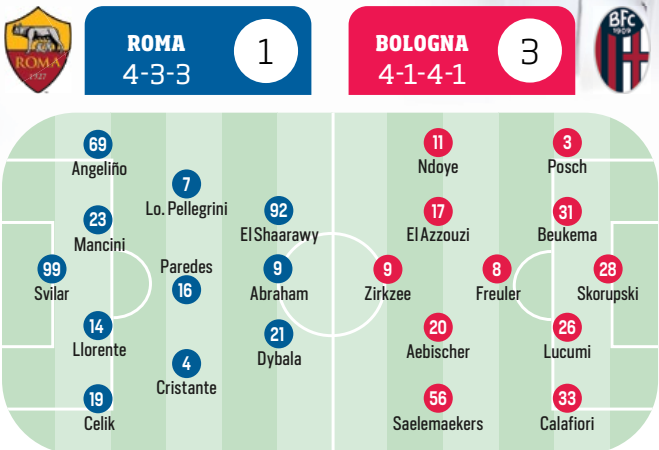 ROMA
4-3-3
1
BOLOGNA
4-1-4-1
3
ROMA
1927
BFC
1909
69
Angeliño
23
Mancini
99
Svilar
14
Llorente
19
Celik
7
Lo. Pellegrini
Paredes
16
4
Cristante
92
El Shaarawy
9
Abraham
21
Dybala
9
Zirkzee
11
Ndoye
17
El Azzouzi
20
Aebischer
56
Saelemaekers
8
Freuler
3
Posch
31
Beukema
26
Lucumi
33
Calafiori
28
Skorupski